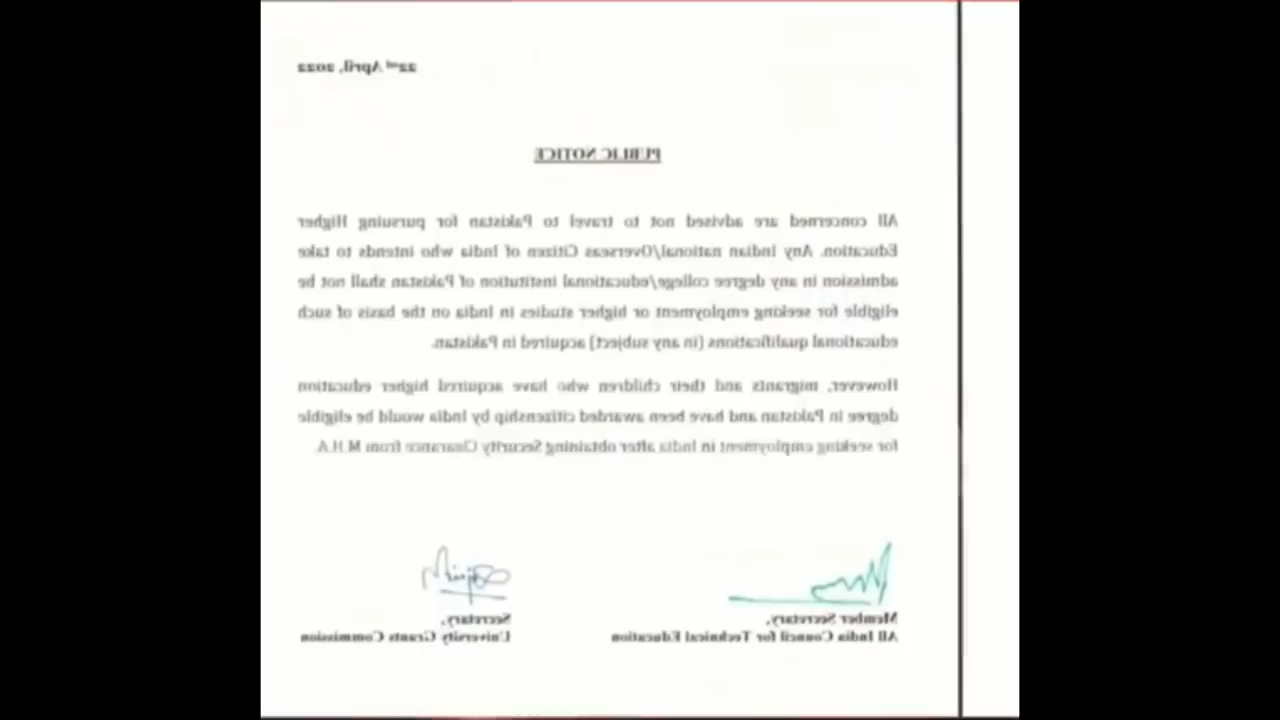 22nd April, 2022
PUBLIC NOTICE
All concerned are advised not to travel to Pakistan for pursuing Higher
Education. Any Indian national/Overseas Citizen of India who intends to take
admission in any degree college/educational institution of Pakistan shall not be
eligible for seeking employment or higher studies in India on the basis of such
educational qualifications (in any subject) acquired in Pakistan.
However, migrants and their children who have acquired higher education
degree in Pakistan and have been awarded citizenship by India would be eligible
for seeking employment in India after obtaining Security Clearance from M.H.A.
Member Secretary,
All India Council for Technical Education
Secretary,
University Grants Commission